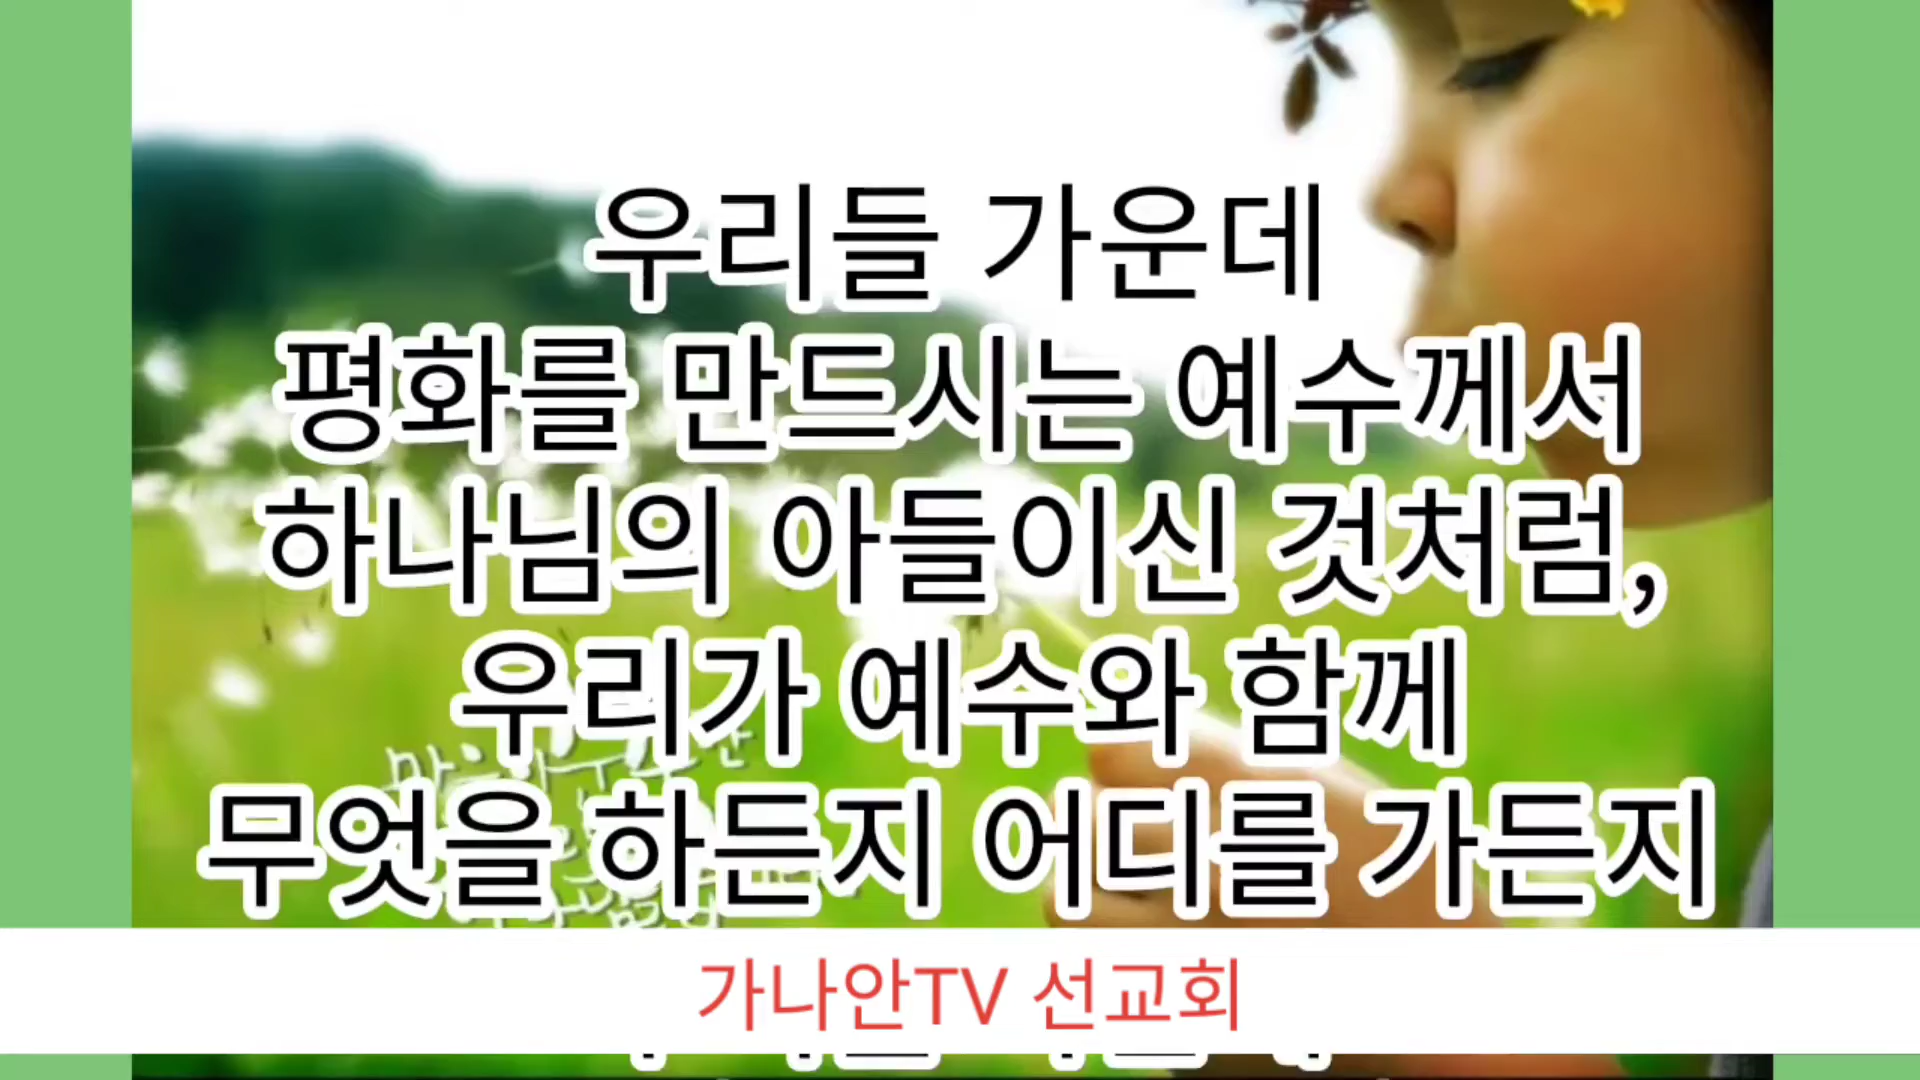 우리들 가운데
평화를 만드시는 예수께서
하나님의 아들이신 것처럼,
우리가 예수와 함께
무엇을 하든지 어디를 가든지
가나안TV 선교회